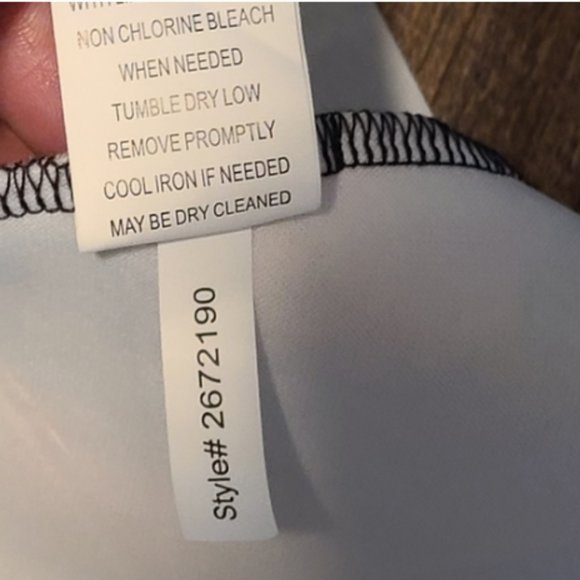 NON CHLORINE BLEACH
WHEN NEEDED
TUMBLE DRY LOW
REMOVE PROMPTLY
COOL IRON IF NEEDED
MAY BE DRY CLEANED
Style# 2672190